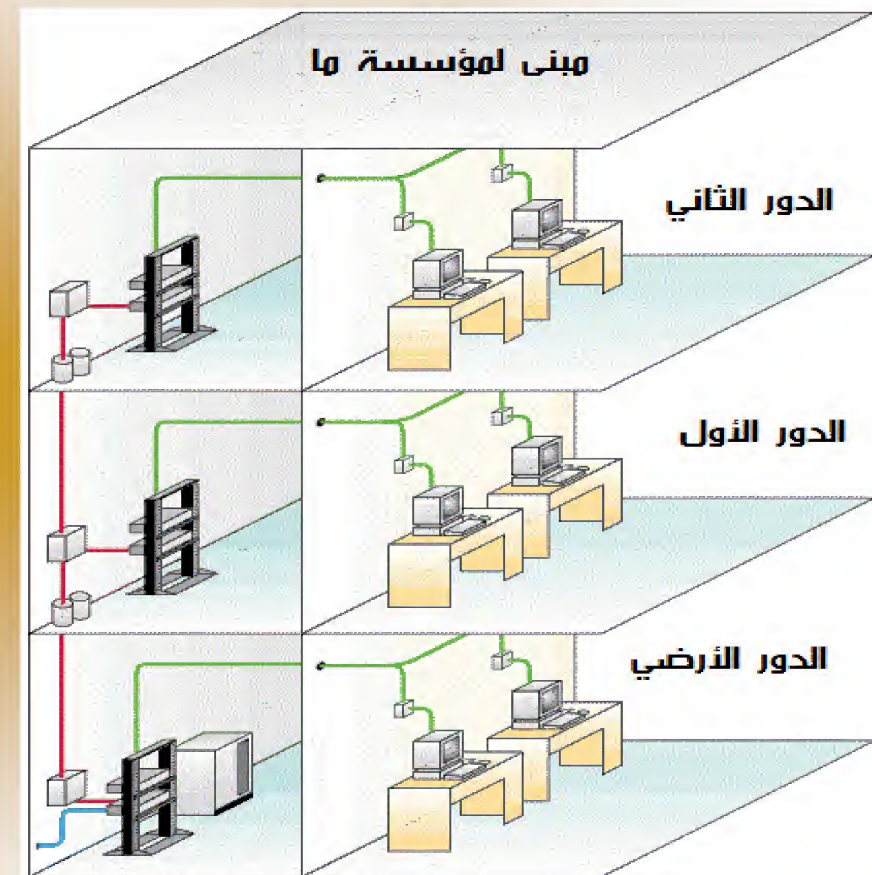 مبنى لمؤسسة ما
الدور الثاني
الدور الأول
الدور الأرضي